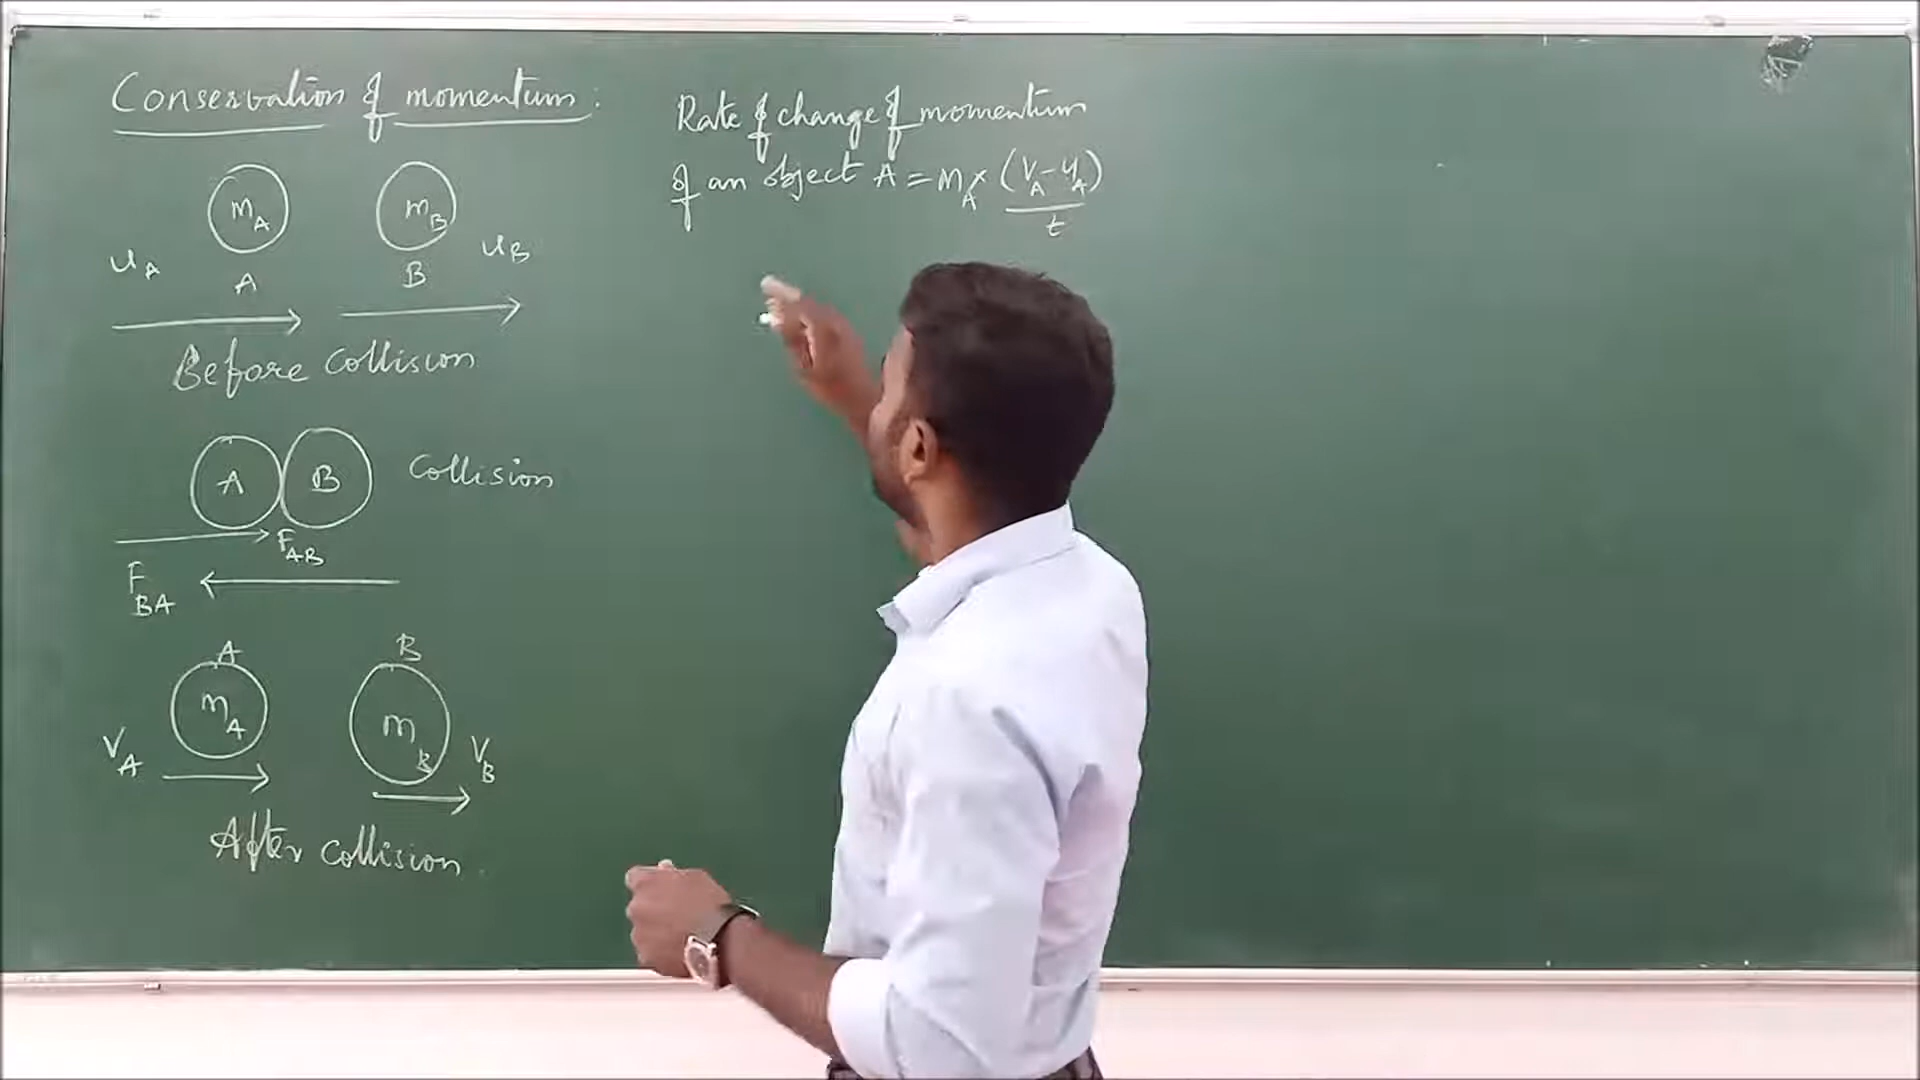 Conservation of momentum:
mA mB
uA A B uB
Before collision
A B Collision
FAB
FBA
A B
mA mB
VA VB
After collision.
Rate of change of momentum
of an object A = mA × (VA - uA)
t